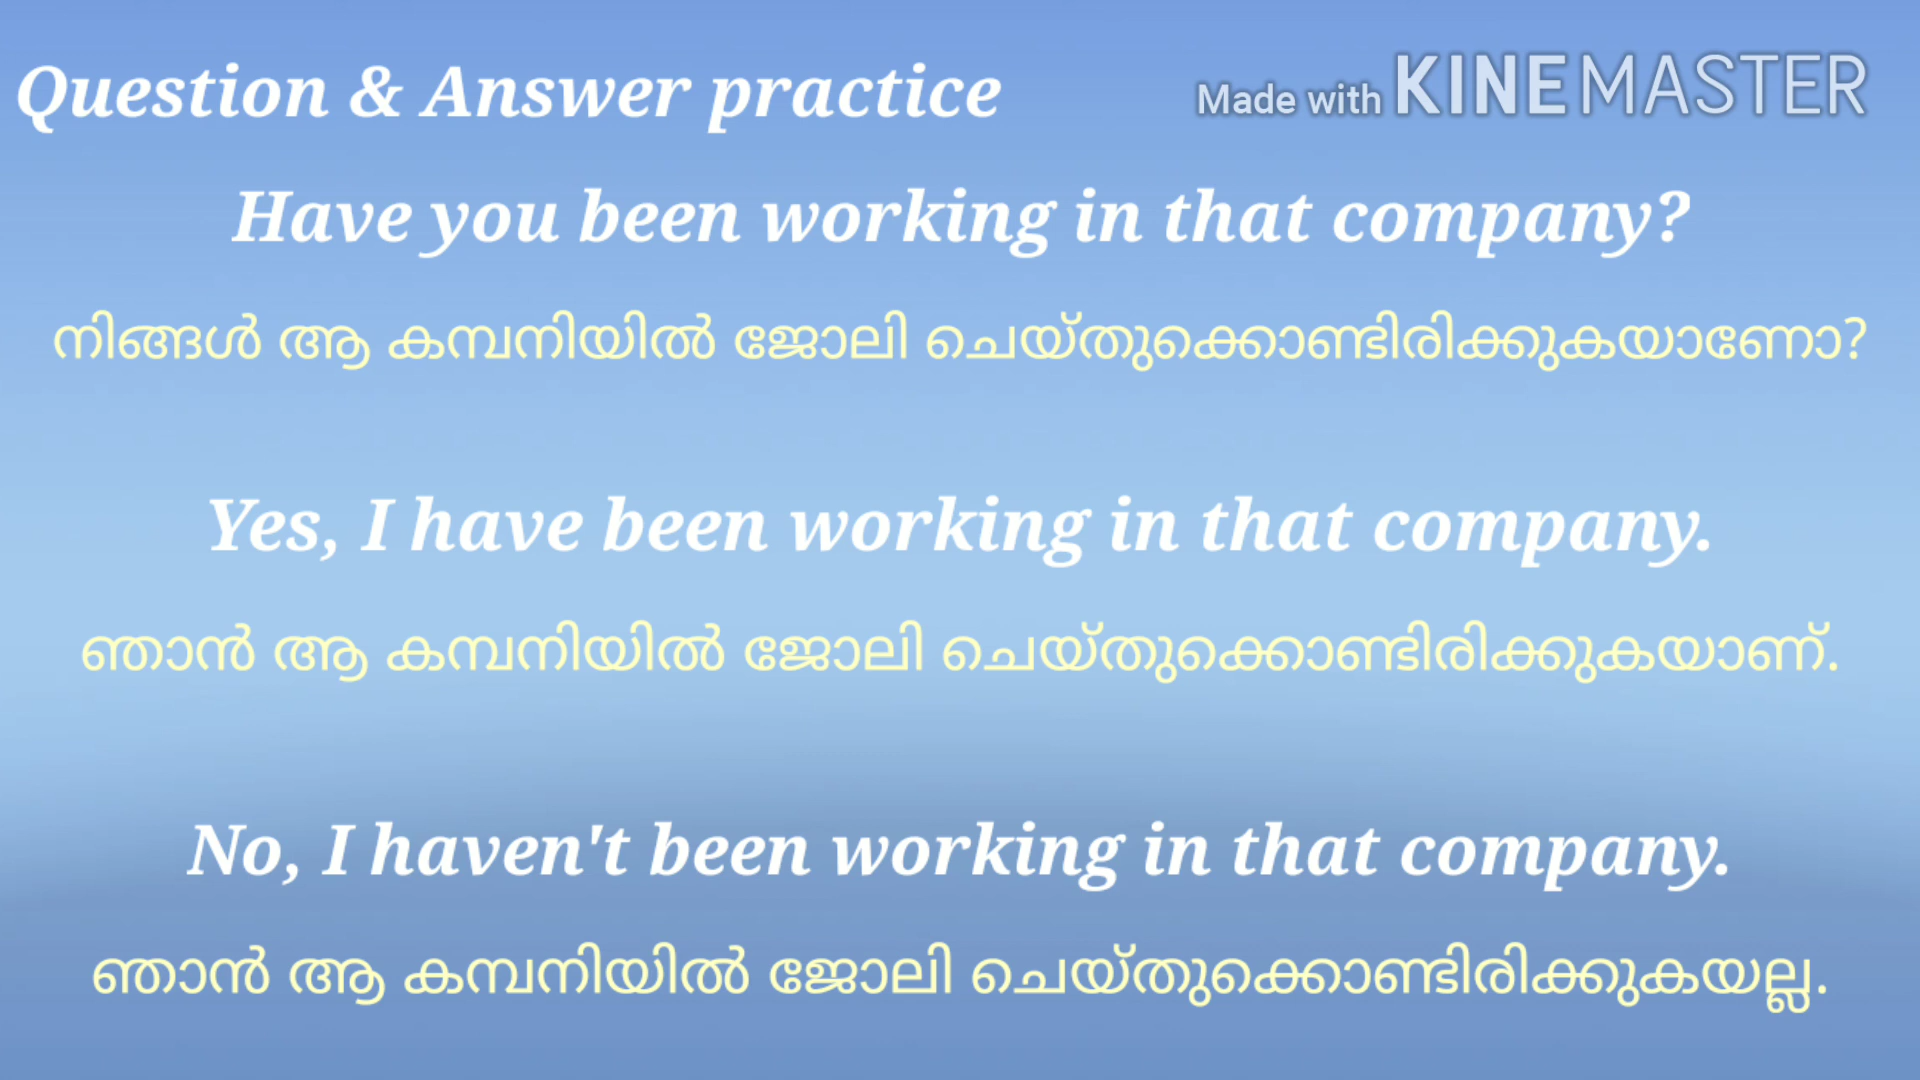 Question & Answer practice
Made with KINEMASTER
Have you been working in that company?
നിങ്ങൾ ആ കമ്പനിയിൽ ജോലി ചെയ്തുക്കൊണ്ടിരിക്കുകയാണോ?
Yes, I have been working in that company.
ഞാൻ ആ കമ്പനിയിൽ ജോലി ചെയ്തുക്കൊണ്ടിരിക്കുകയാണ്.
No, I haven't been working in that company.
ഞാൻ ആ കമ്പനിയിൽ ജോലി ചെയ്തുക്കൊണ്ടിരിക്കുകയല്ല.